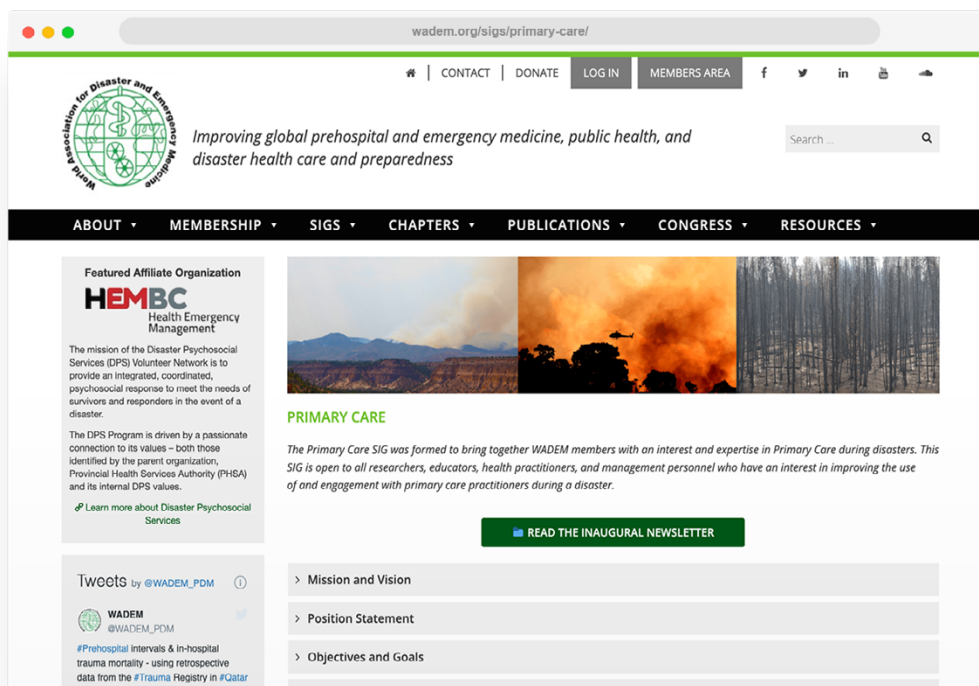 wadem.org/sigs/primary-care/
CONTACT
DONATE
LOG IN
MEMBERS AREA
World Association for Disaster and Emergency Medicine
Improving global prehospital and emergency medicine, public health, and
disaster health care and preparedness
Search ...
ABOUT
MEMBERSHIP
SIGS
CHAPTERS
PUBLICATIONS
CONGRESS
RESOURCES
Featured Affiliate Organization
HEMBC
Health Emergency
Management
The mission of the Disaster Psychosocial
Services (DPS) Volunteer Network is to
provide an integrated, coordinated,
psychosocial response to meet the needs of
survivors and responders in the event of a
disaster.
The DPS Program is driven by a passionate
connection to its values – both those
identified by the parent organization,
Provincial Health Services Authority (PHSA)
and its internal DPS values.
Learn more about Disaster Psychosocial
Services
Tweets by @WADEM_PDM
WADEM
@WADEM_PDM
#Prehospital intervals & in-hospital
trauma mortality - using retrospective
data from the #Trauma Registry in #Qatar
PRIMARY CARE
The Primary Care SIG was formed to bring together WADEM members with an interest and expertise in Primary Care during disasters. This
SIG is open to all researchers, educators, health practitioners, and management personnel who have an interest in improving the use
of and engagement with primary care practitioners during a disaster.
READ THE INAUGURAL NEWSLETTER
Mission and Vision
Position Statement
Objectives and Goals